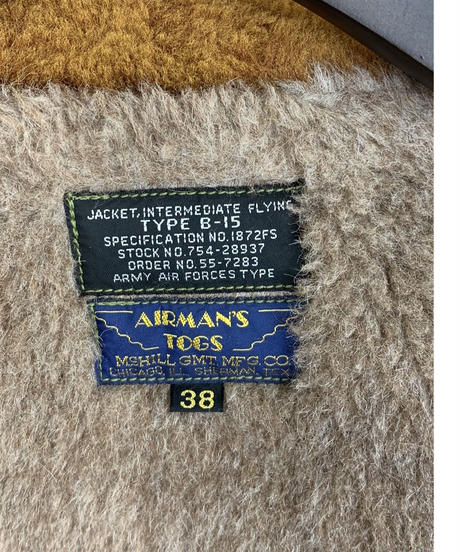 JACKET, INTERMEDIATE FLYING
TYPE B-15
SPECIFICATION NO. 1872FS
STOCK NO. 754-28937
ORDER NO. 55-7283
ARMY AIR FORCES TYPE
AIRMAN'S
TOGS
MSHILL GMT. MFG. CO.
CHICAGO, ILL. SHERMAN, TEX.
38